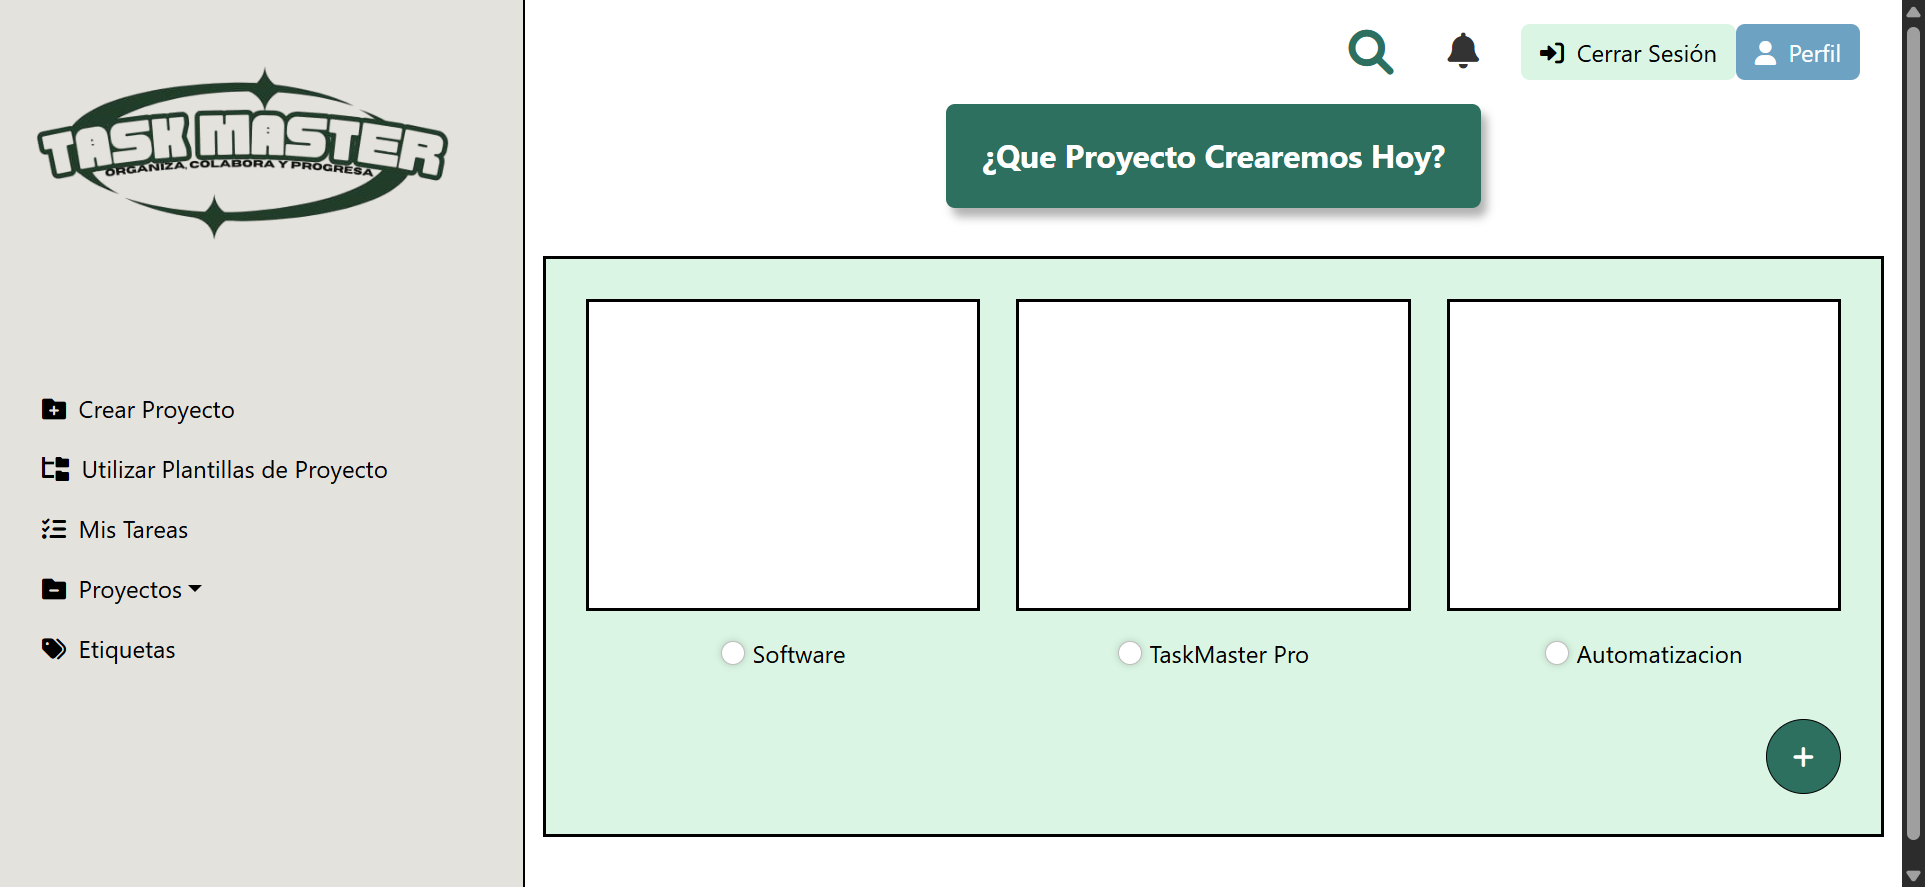 TASK MASTER
ORGANIZA, COLABORA Y PROGRESA
Crear Proyecto
Utilizar Plantillas de Proyecto
Mis Tareas
Proyectos
Etiquetas
Cerrar Sesión
Perfil
¿Que Proyecto Crearemos Hoy?
Software
TaskMaster Pro
Automatizacion
+